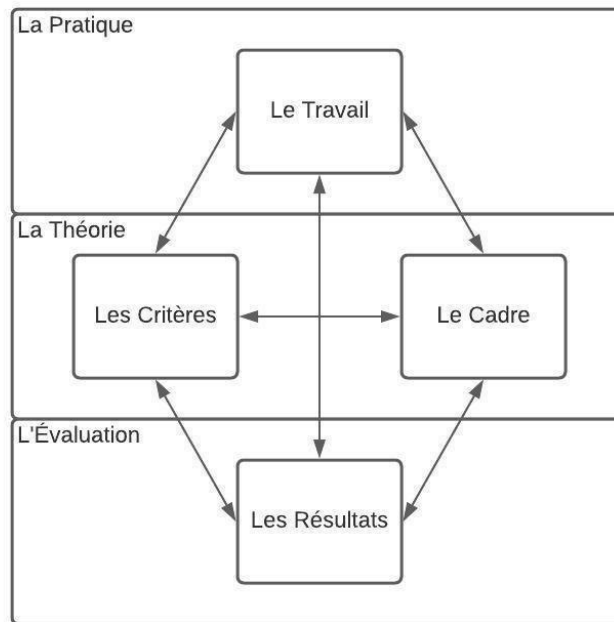 La Pratique
Le Travail
La Théorie
Les Critères
Le Cadre
L'Évaluation
Les Résultats